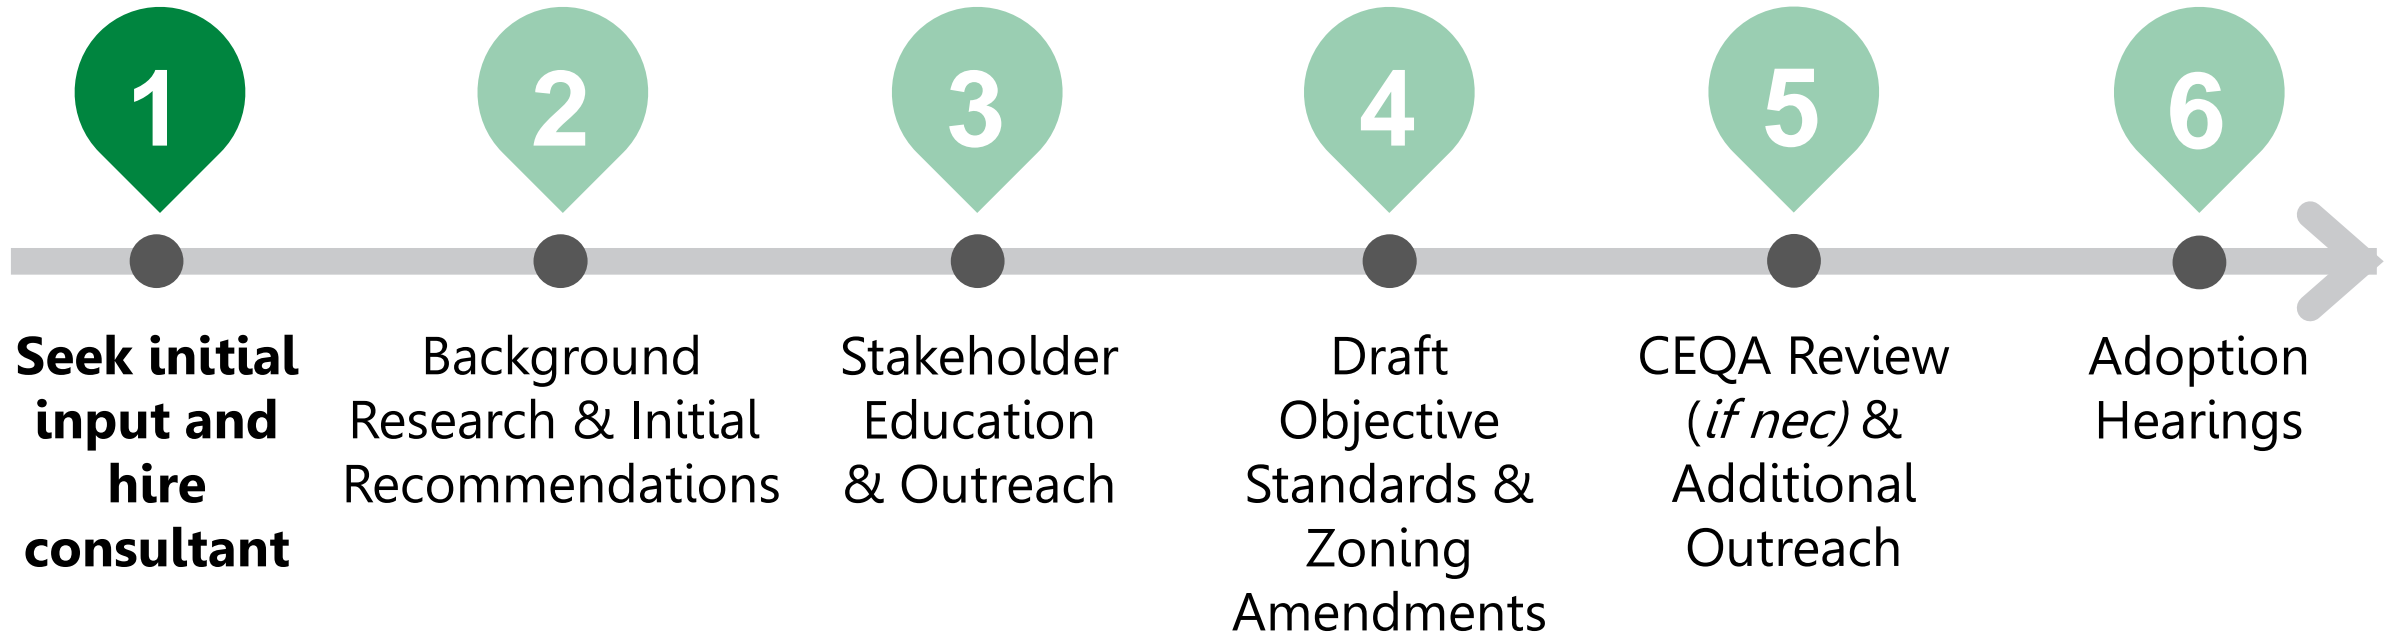 1
2
3
4
5
6
Seek initial
input and
hire
consultant
Background
Research & Initial
Recommendations
Stakeholder
Education
& Outreach
Draft
Objective
Standards &
Zoning
Amendments
CEQA Review
(if nec) &
Additional
Outreach
Adoption
Hearings